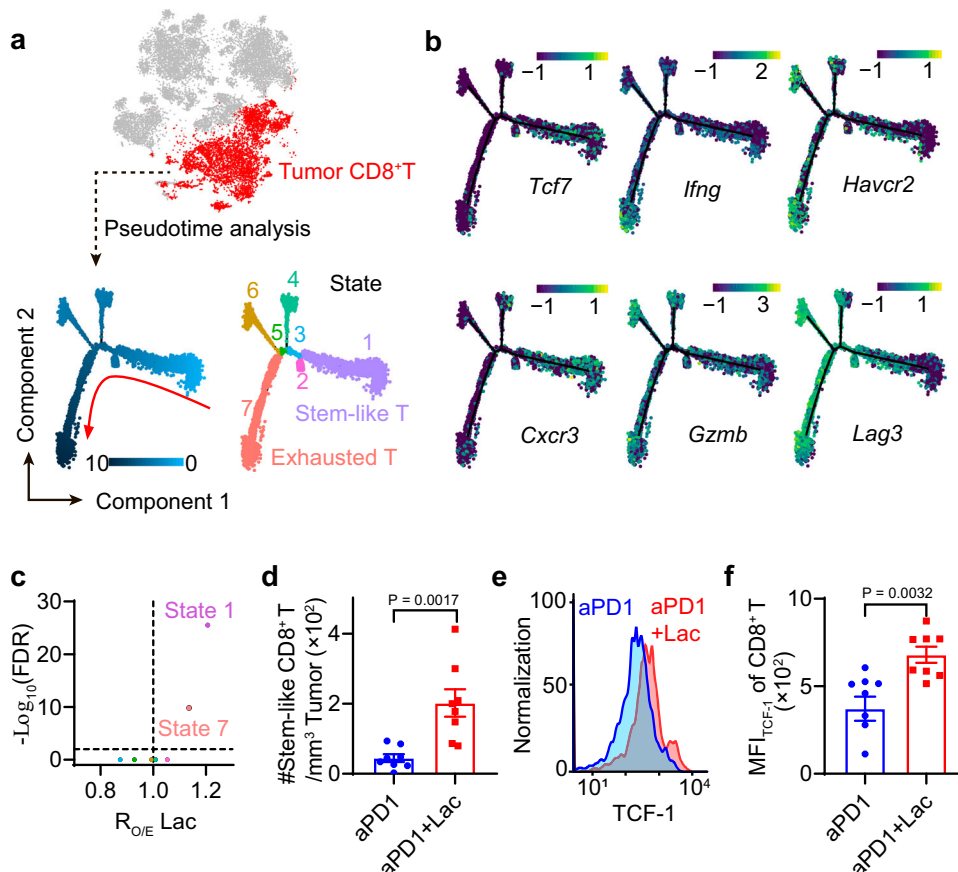 a
Tumor CD8⁺T
Pseudotime analysis
Component 2
Component 1
10 0
State
6 4
5 3 1
2
7
Stem-like T
Exhausted T
b
−1 1
−1 2
−1 1
Tcf7
Ifng
Havcr2
−1 1
−1 3
−1 1
Cxcr3
Gzmb
Lag3
c
-Log₁₀(FDR)
30
20
10
0
State 1
State 7
0.8 1.0 1.2
R_O/E Lac
d
P = 0.0017
#Stem-like CD8⁺ T
/mm³ Tumor (×10²)
4
2
0
aPD1
aPD1+Lac
e
Normalization
100
50
0
aPD1
aPD1
+Lac
10¹ 10⁴
TCF-1
f
P = 0.0032
MFI_TCF-1 of CD8⁺ T
(×10²)
10
5
0
aPD1
aPD1+Lac